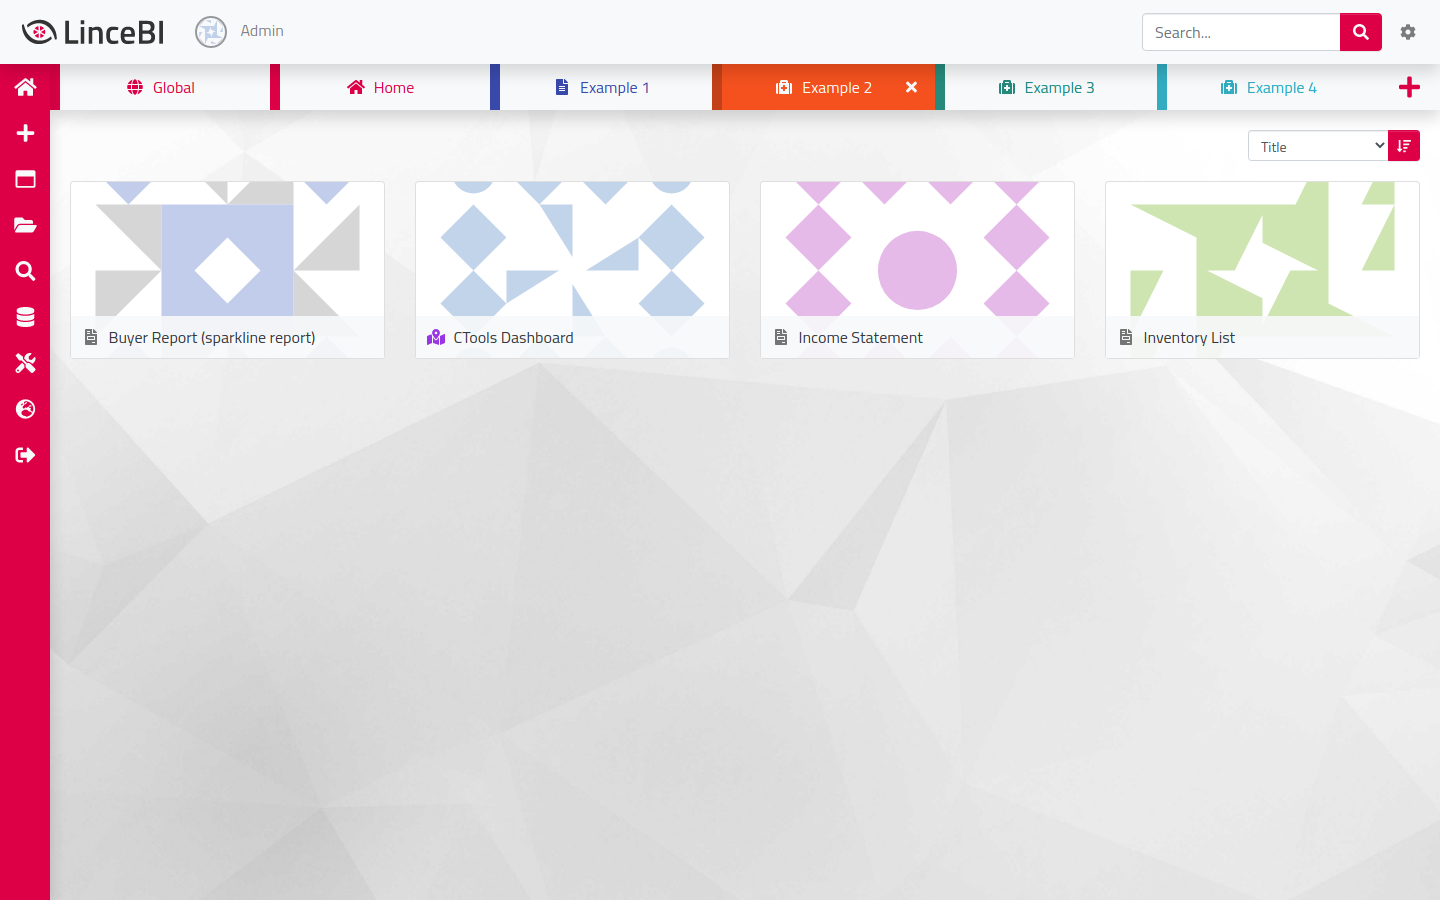 LinceBI
Admin
Search...
Global
Home
Example 1
Example 2
Example 3
Example 4
Title
Buyer Report (sparkline report)
CTools Dashboard
Income Statement
Inventory List